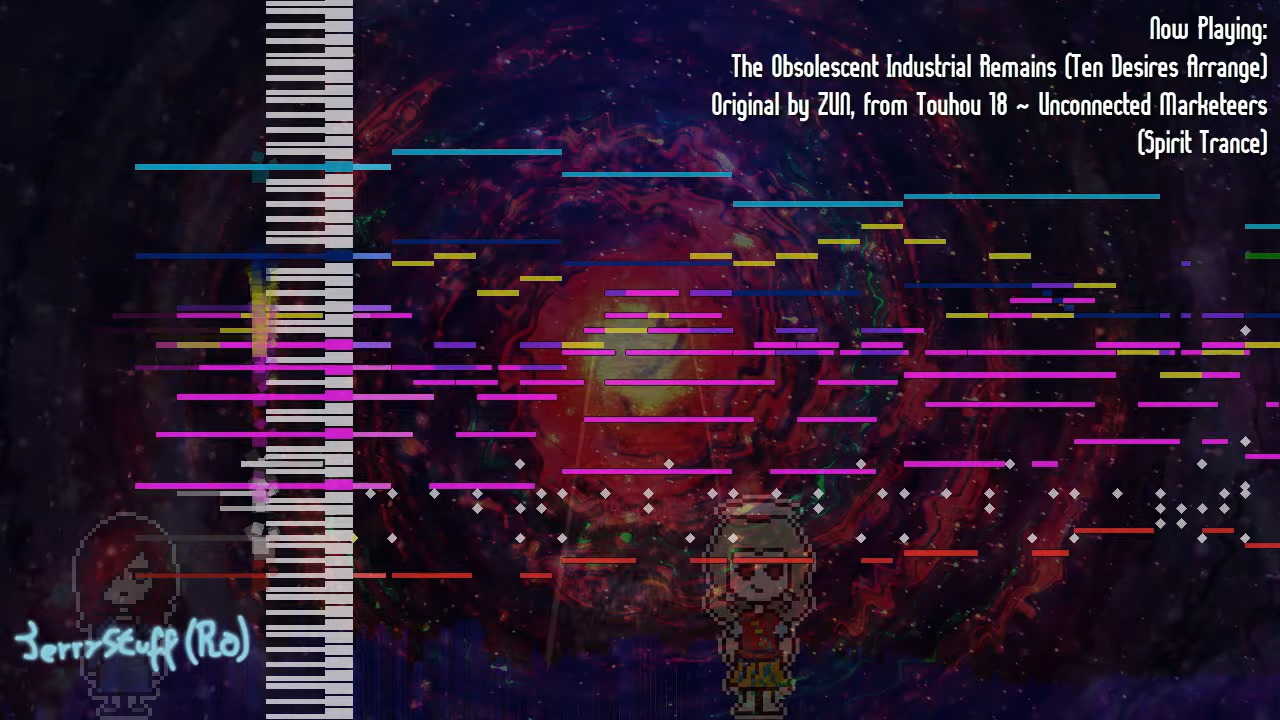 Now Playing:
The Obsolescent Industrial Remains (Ten Desires Arrange)
Original by ZUN, from Touhou 18 ~ Unconnected Marketeers
(Spirit Trance)
JerryStuff (Ro)